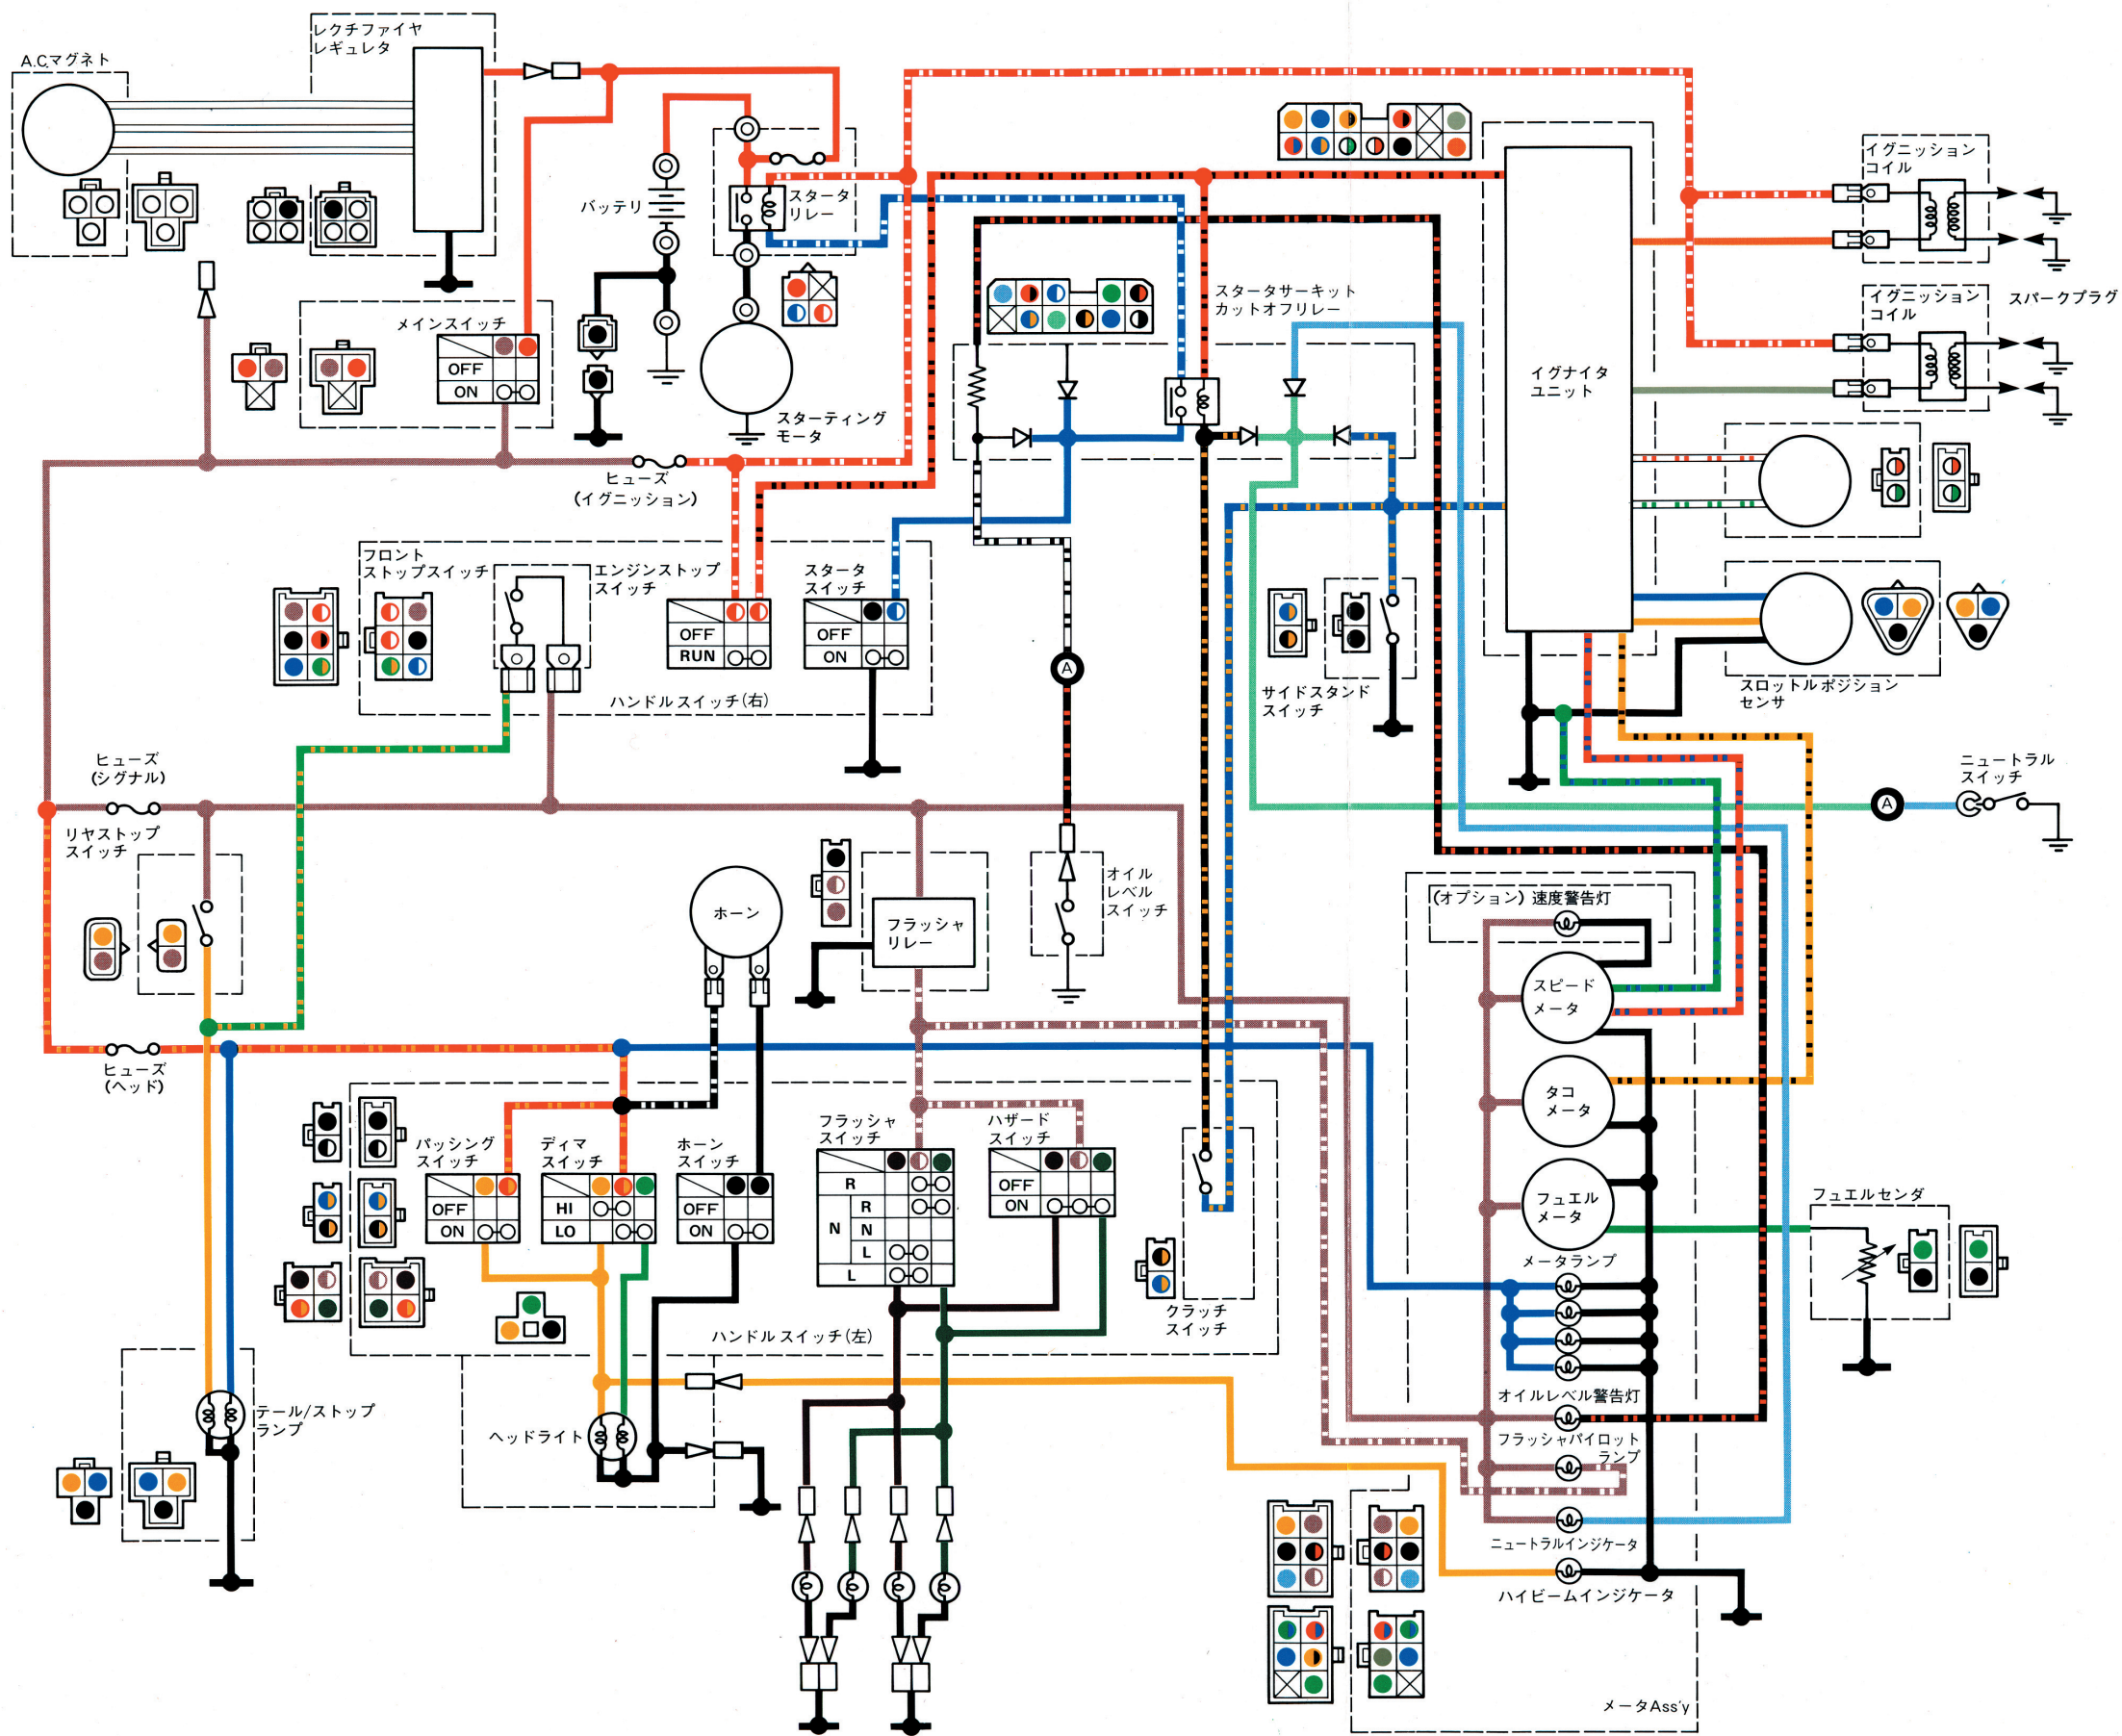 レクチファイヤ
レギュレタ
A.C.マグネト
イグニッション
コイル
スタータ
リレー
バッテリ
スタータサーキット
カットオフリレー
イグニッション
コイル
スパークプラグ
メインスイッチ
OFF
ON
イグナイタ
ユニット
スターティング
モータ
ヒューズ
(イグニッション)
フロント
ストップスイッチ
エンジンストップ
スイッチ
スタータ
スイッチ
OFF
RUN
OFF
ON
A
ハンドルスイッチ(右)
サイドスタンド
スイッチ
スロットルポジション
センサ
ヒューズ
(シグナル)
ニュートラル
スイッチ
A
リヤストップ
スイッチ
オイル
レベル
スイッチ
(オプション) 速度警告灯
ホーン
フラッシャ
リレー
スピード
メータ
ヒューズ
(ヘッド)
タコ
メータ
パッシング
スイッチ
ディマ
スイッチ
ホーン
スイッチ
フラッシャ
スイッチ
ハザード
スイッチ
OFF
ON
HI
LO
OFF
ON
R
N
R
N
L
L
OFF
ON
フュエル
メータ
フュエルセンダ
メータランプ
クラッチ
スイッチ
ハンドルスイッチ(左)
オイルレベル警告灯
テール/ストップ
ランプ
ヘッドライト
フラッシャパイロット
ランプ
ニュートラルインジケータ
ハイビームインジケータ
メータAss'y